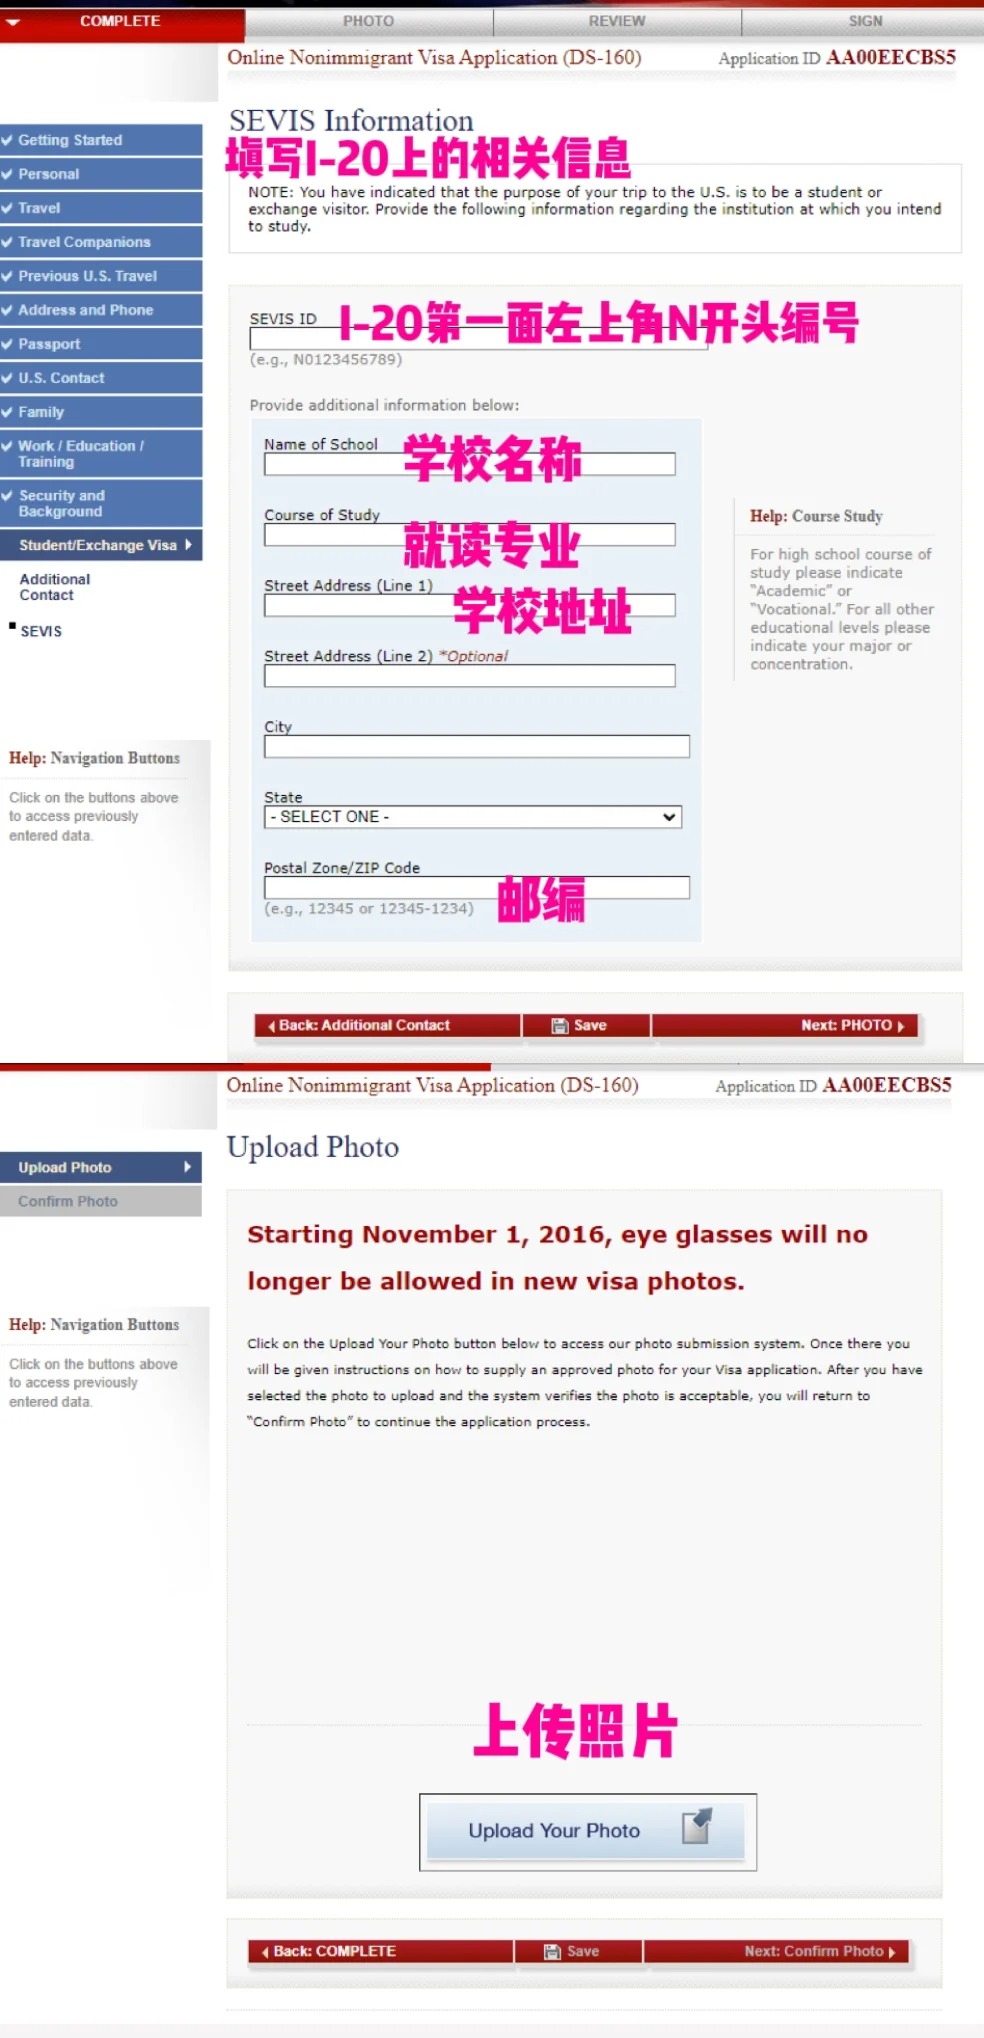 COMPLETE
PHOTO
REVIEW
SIGN
Online Nonimmigrant Visa Application (DS-160)
Application ID AA00EECBS5
Getting Started
Personal
Travel
Travel Companions
Previous U.S. Travel
Address and Phone
Passport
U.S. Contact
Family
Work / Education /
Training
Security and
Background
Student/Exchange Visa
Additional
Contact
SEVIS
Help: Navigation Buttons
Click on the buttons above
to access previously
entered data.
SEVIS Information
填写I-20上的相关信息
NOTE: You have indicated that the purpose of your trip to the U.S. is to be a student or
exchange visitor. Provide the following information regarding the institution at which you intend
to study.
SEVIS ID
I-20第一面左上角N开头编号
(e.g., N0123456789)
Provide additional information below:
Name of School
学校名称
Course of Study
就读专业
Street Address (Line 1)
学校地址
Street Address (Line 2) *Optional
City
State
- SELECT ONE -
Postal Zone/ZIP Code
邮编
(e.g., 12345 or 12345-1234)
Help: Course Study
For high school course of
study please indicate
“Academic” or
“Vocational.” For all other
educational levels please
indicate your major or
concentration.
Back: Additional Contact
Save
Next: PHOTO
Online Nonimmigrant Visa Application (DS-160)
Application ID AA00EECBS5
Upload Photo
Confirm Photo
Help: Navigation Buttons
Click on the buttons above
to access previously
entered data.
Upload Photo
Starting November 1, 2016, eye glasses will no
longer be allowed in new visa photos.
Click on the Upload Your Photo button below to access our photo submission system. Once there you
will be given instructions on how to supply an approved photo for your Visa application. After you have
selected the photo to upload and the system verifies the photo is acceptable, you will return to
“Confirm Photo” to continue the application process.
上传照片
Upload Your Photo
Back: COMPLETE
Save
Next: Confirm Photo